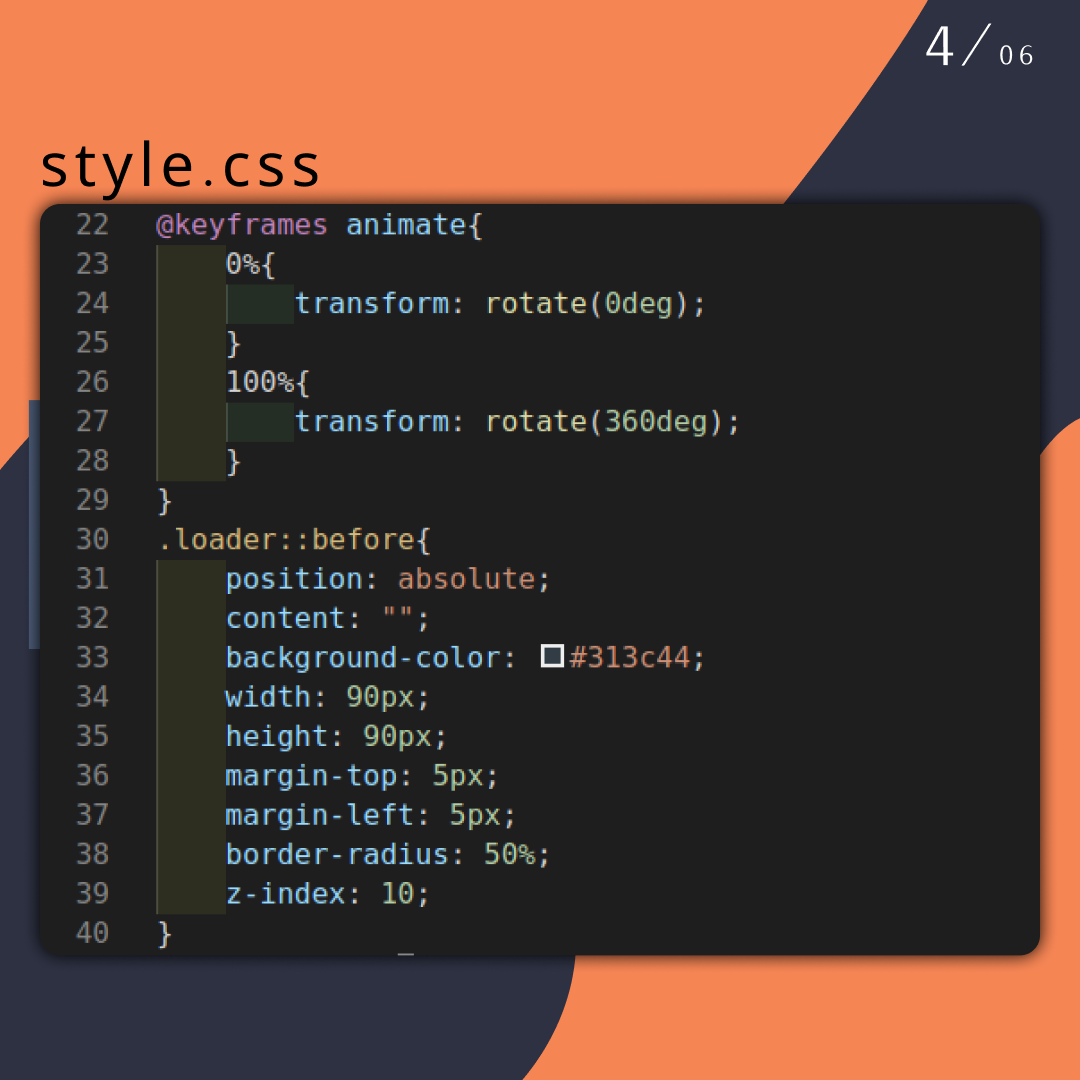 4/06
style.css
22 @keyframes animate{
23 0%{
24 transform: rotate(0deg);
25 }
26 100%{
27 transform: rotate(360deg);
28 }
29 }
30 .loader::before{
31 position: absolute;
32 content: "";
33 background-color: #313c44;
34 width: 90px;
35 height: 90px;
36 margin-top: 5px;
37 margin-left: 5px;
38 border-radius: 50%;
39 z-index: 10;
40 }